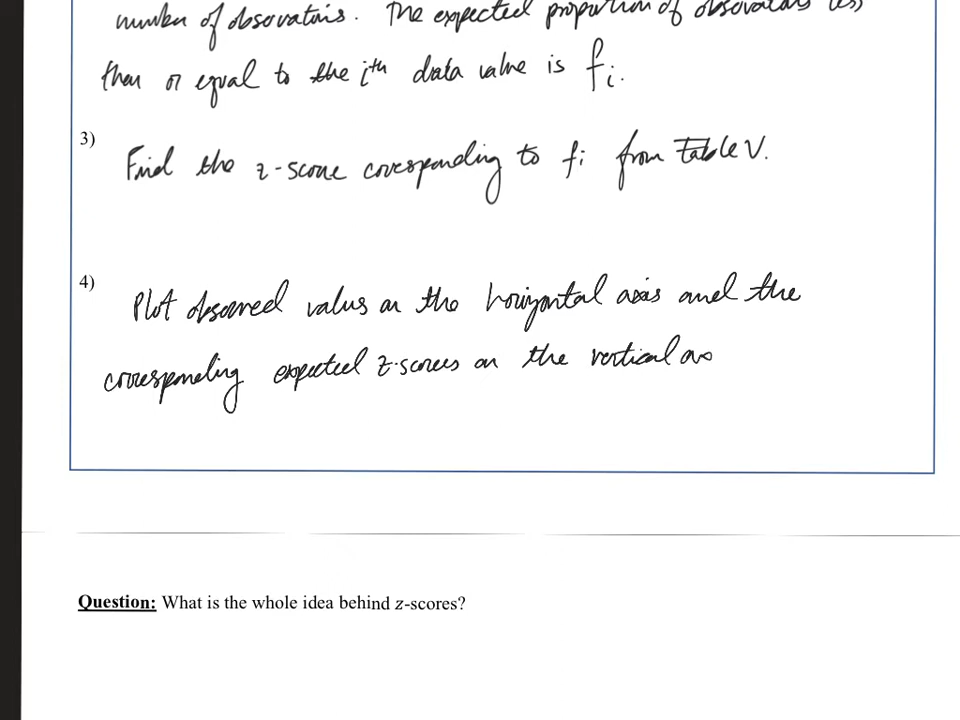 number of observations. The expected proportion of observations less
than or equal to the ith data value is fi.
3) Find the z-score corresponding to fi from Table V.
4) Plot observed values on the horizontal axis and the
corresponding expected z-scores on the vertical ax
Question: What is the whole idea behind z-scores?